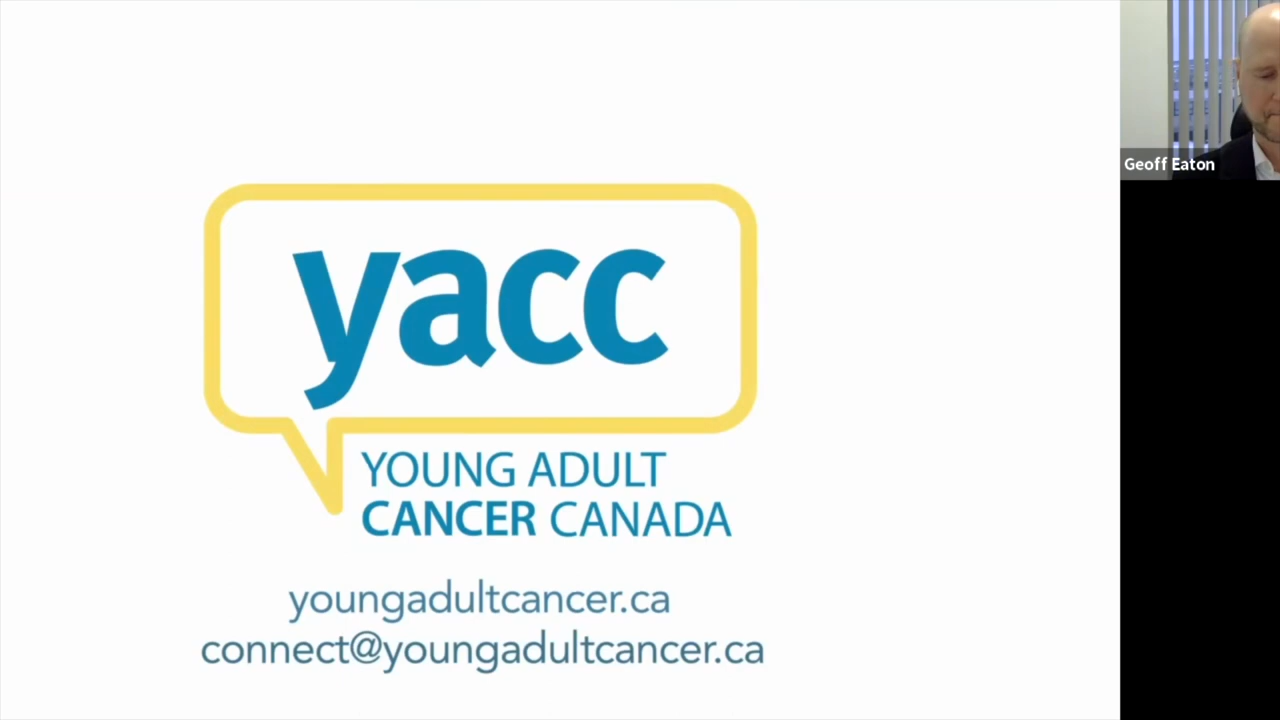 yacc
YOUNG ADULT
CANCER CANADA
youngadultcancer.ca
connect@youngadultcancer.ca
Geoff Eaton